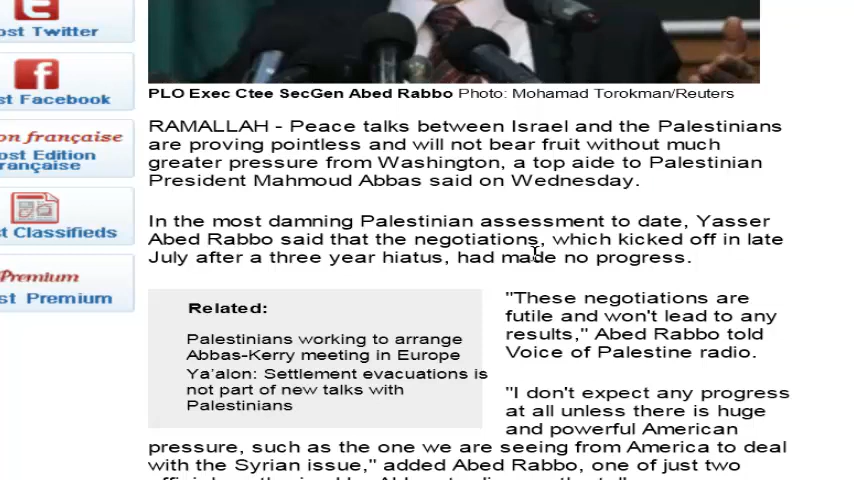 ost Twitter
st Facebook
on française
ost Edition
rançaise
st Classifieds
Premium
st Premium
PLO Exec Ctee SecGen Abed Rabbo Photo: Mohamad Torokman/Reuters
RAMALLAH - Peace talks between Israel and the Palestinians
are proving pointless and will not bear fruit without much
greater pressure from Washington, a top aide to Palestinian
President Mahmoud Abbas said on Wednesday.
In the most damning Palestinian assessment to date, Yasser
Abed Rabbo said that the negotiations, which kicked off in late
July after a three year hiatus, had made no progress.
Related:
Palestinians working to arrange
Abbas-Kerry meeting in Europe
Ya'alon: Settlement evacuations is
not part of new talks with
Palestinians
"These negotiations are
futile and won't lead to any
results," Abed Rabbo told
Voice of Palestine radio.
"I don't expect any progress
at all unless there is huge
and powerful American
pressure, such as the one we are seeing from America to deal
with the Syrian issue," added Abed Rabbo, one of just two